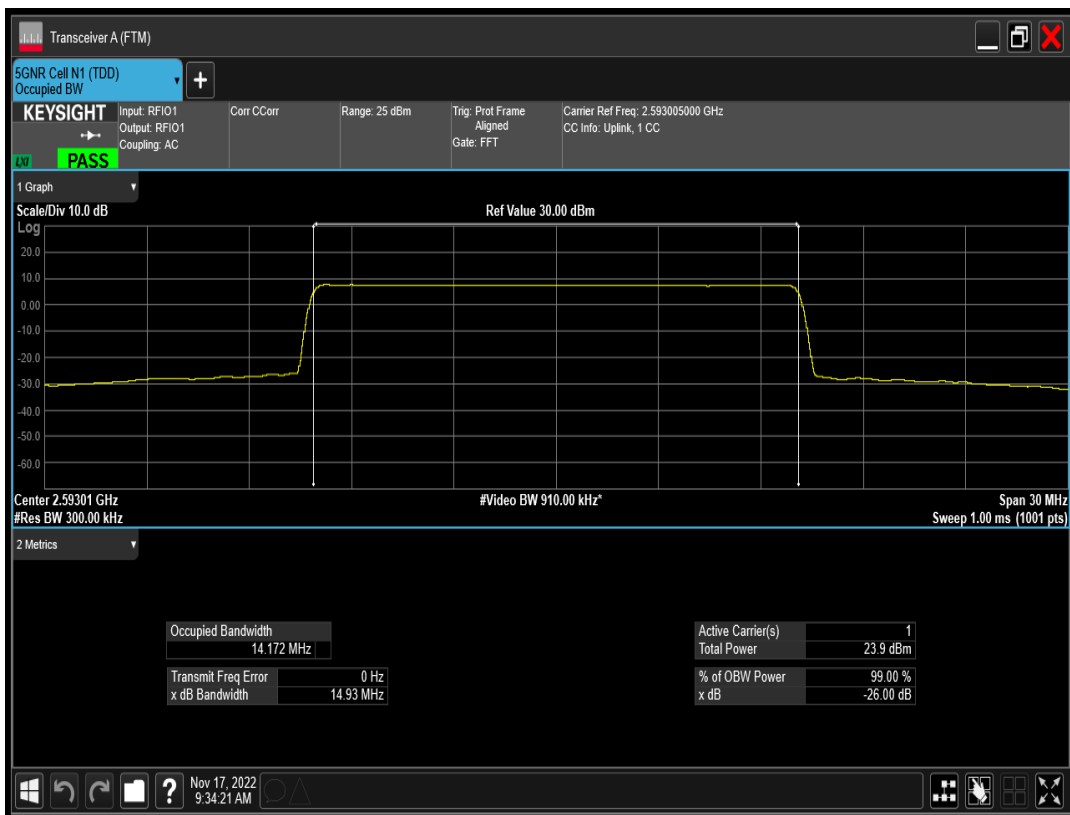 Transceiver A (FTM)
5GNR Cell N1 (TDD)
Occupied BW
+
KEYSIGHT
LXI
PASS
Input: RFIO1
Output: RFIO1
Coupling: AC
Corr CCorr
Range: 25 dBm
Trig: Prot Frame
Aligned
Gate: FFT
Carrier Ref Freq: 2.593005000 GHz
CC Info: Uplink, 1 CC
1 Graph
Scale/Div 10.0 dB
Ref Value 30.00 dBm
Log
20.0
10.0
0.00
-10.0
-20.0
-30.0
-40.0
-50.0
-60.0
Center 2.59301 GHz
#Video BW 910.00 kHz*
Span 30 MHz
#Res BW 300.00 kHz
Sweep 1.00 ms (1001 pts)
2 Metrics
Occupied Bandwidth
14.172 MHz
Transmit Freq Error 0 Hz
x dB Bandwidth 14.93 MHz
Active Carrier(s) 1
Total Power 23.9 dBm
% of OBW Power 99.00 %
x dB -26.00 dB
?
Nov 17, 2022
9:34:21 AM